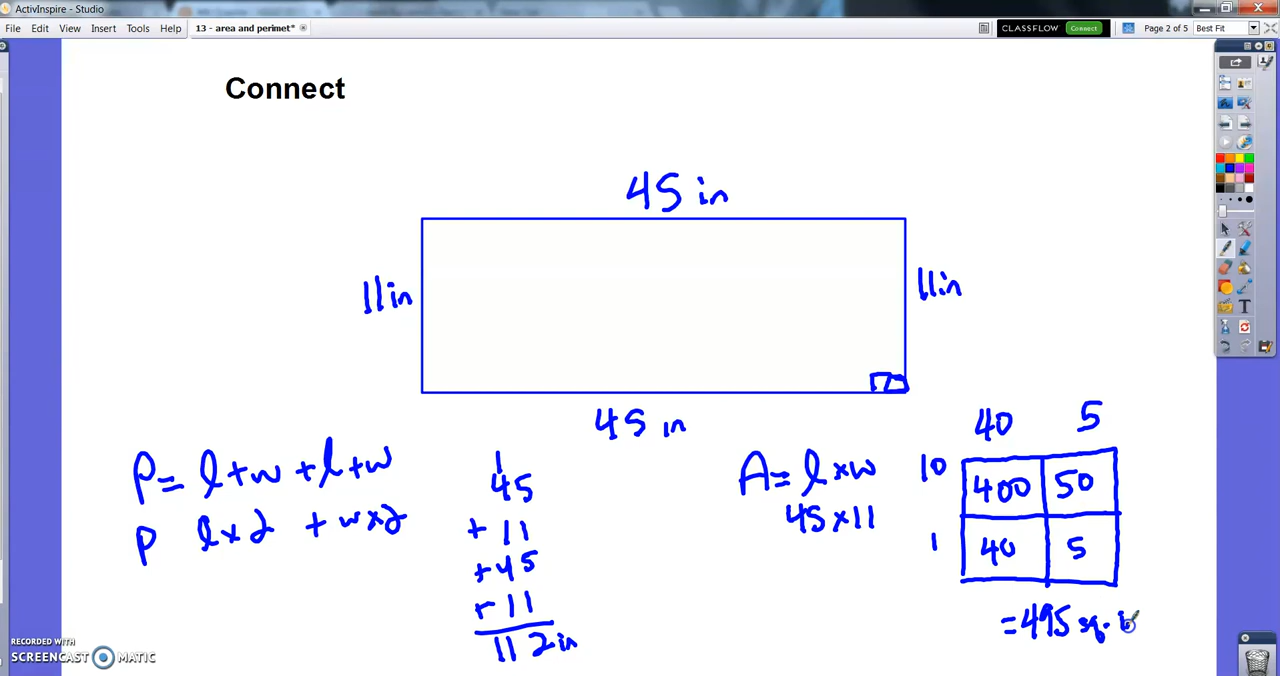 ActivInspire - Studio
File Edit View Insert Tools Help 13 - area and perimet* CLASSFLOW Connect Page 2 of 5 Best Fit
Connect
45 in
11in
11in
45 in
P= l+w+l+w
P l×2 + w×2
1
45
+ 11
+45
11
112in
A= l×w
45×11
40 5
10 400 50
1 40 5
=495 sq.
RECORDED WITH
SCREENCAST MATIC